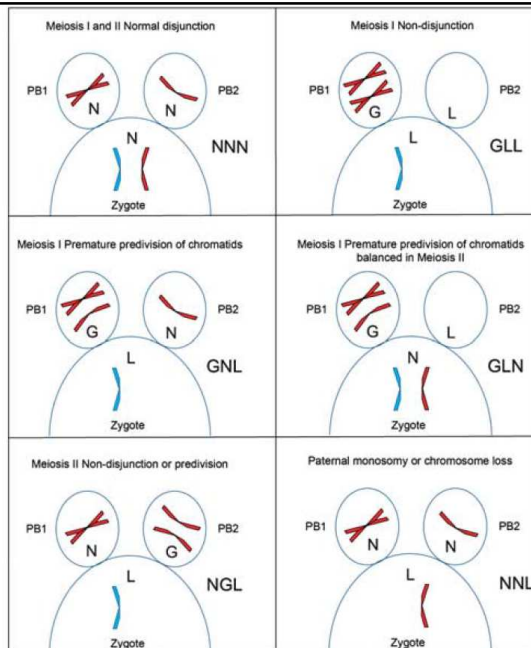 Meiosis I and II Normal disjunction
PB1
N
N
PB2
N
NNN
Zygote
Meiosis I Non-disjunction
PB1
G
L
PB2
L
GLL
Zygote
Meiosis I Premature predivision of chromatids
PB1
G
N
PB2
L
GNL
Zygote
Meiosis I Premature predivision of chromatids
balanced in Meiosis II
PB1
G
L
PB2
N
GLN
Zygote
Meiosis II Non-disjunction or predivision
PB1
N
G
PB2
L
NGL
Zygote
Paternal monosomy or chromosome loss
PB1
N
N
PB2
L
NNL
Zygote